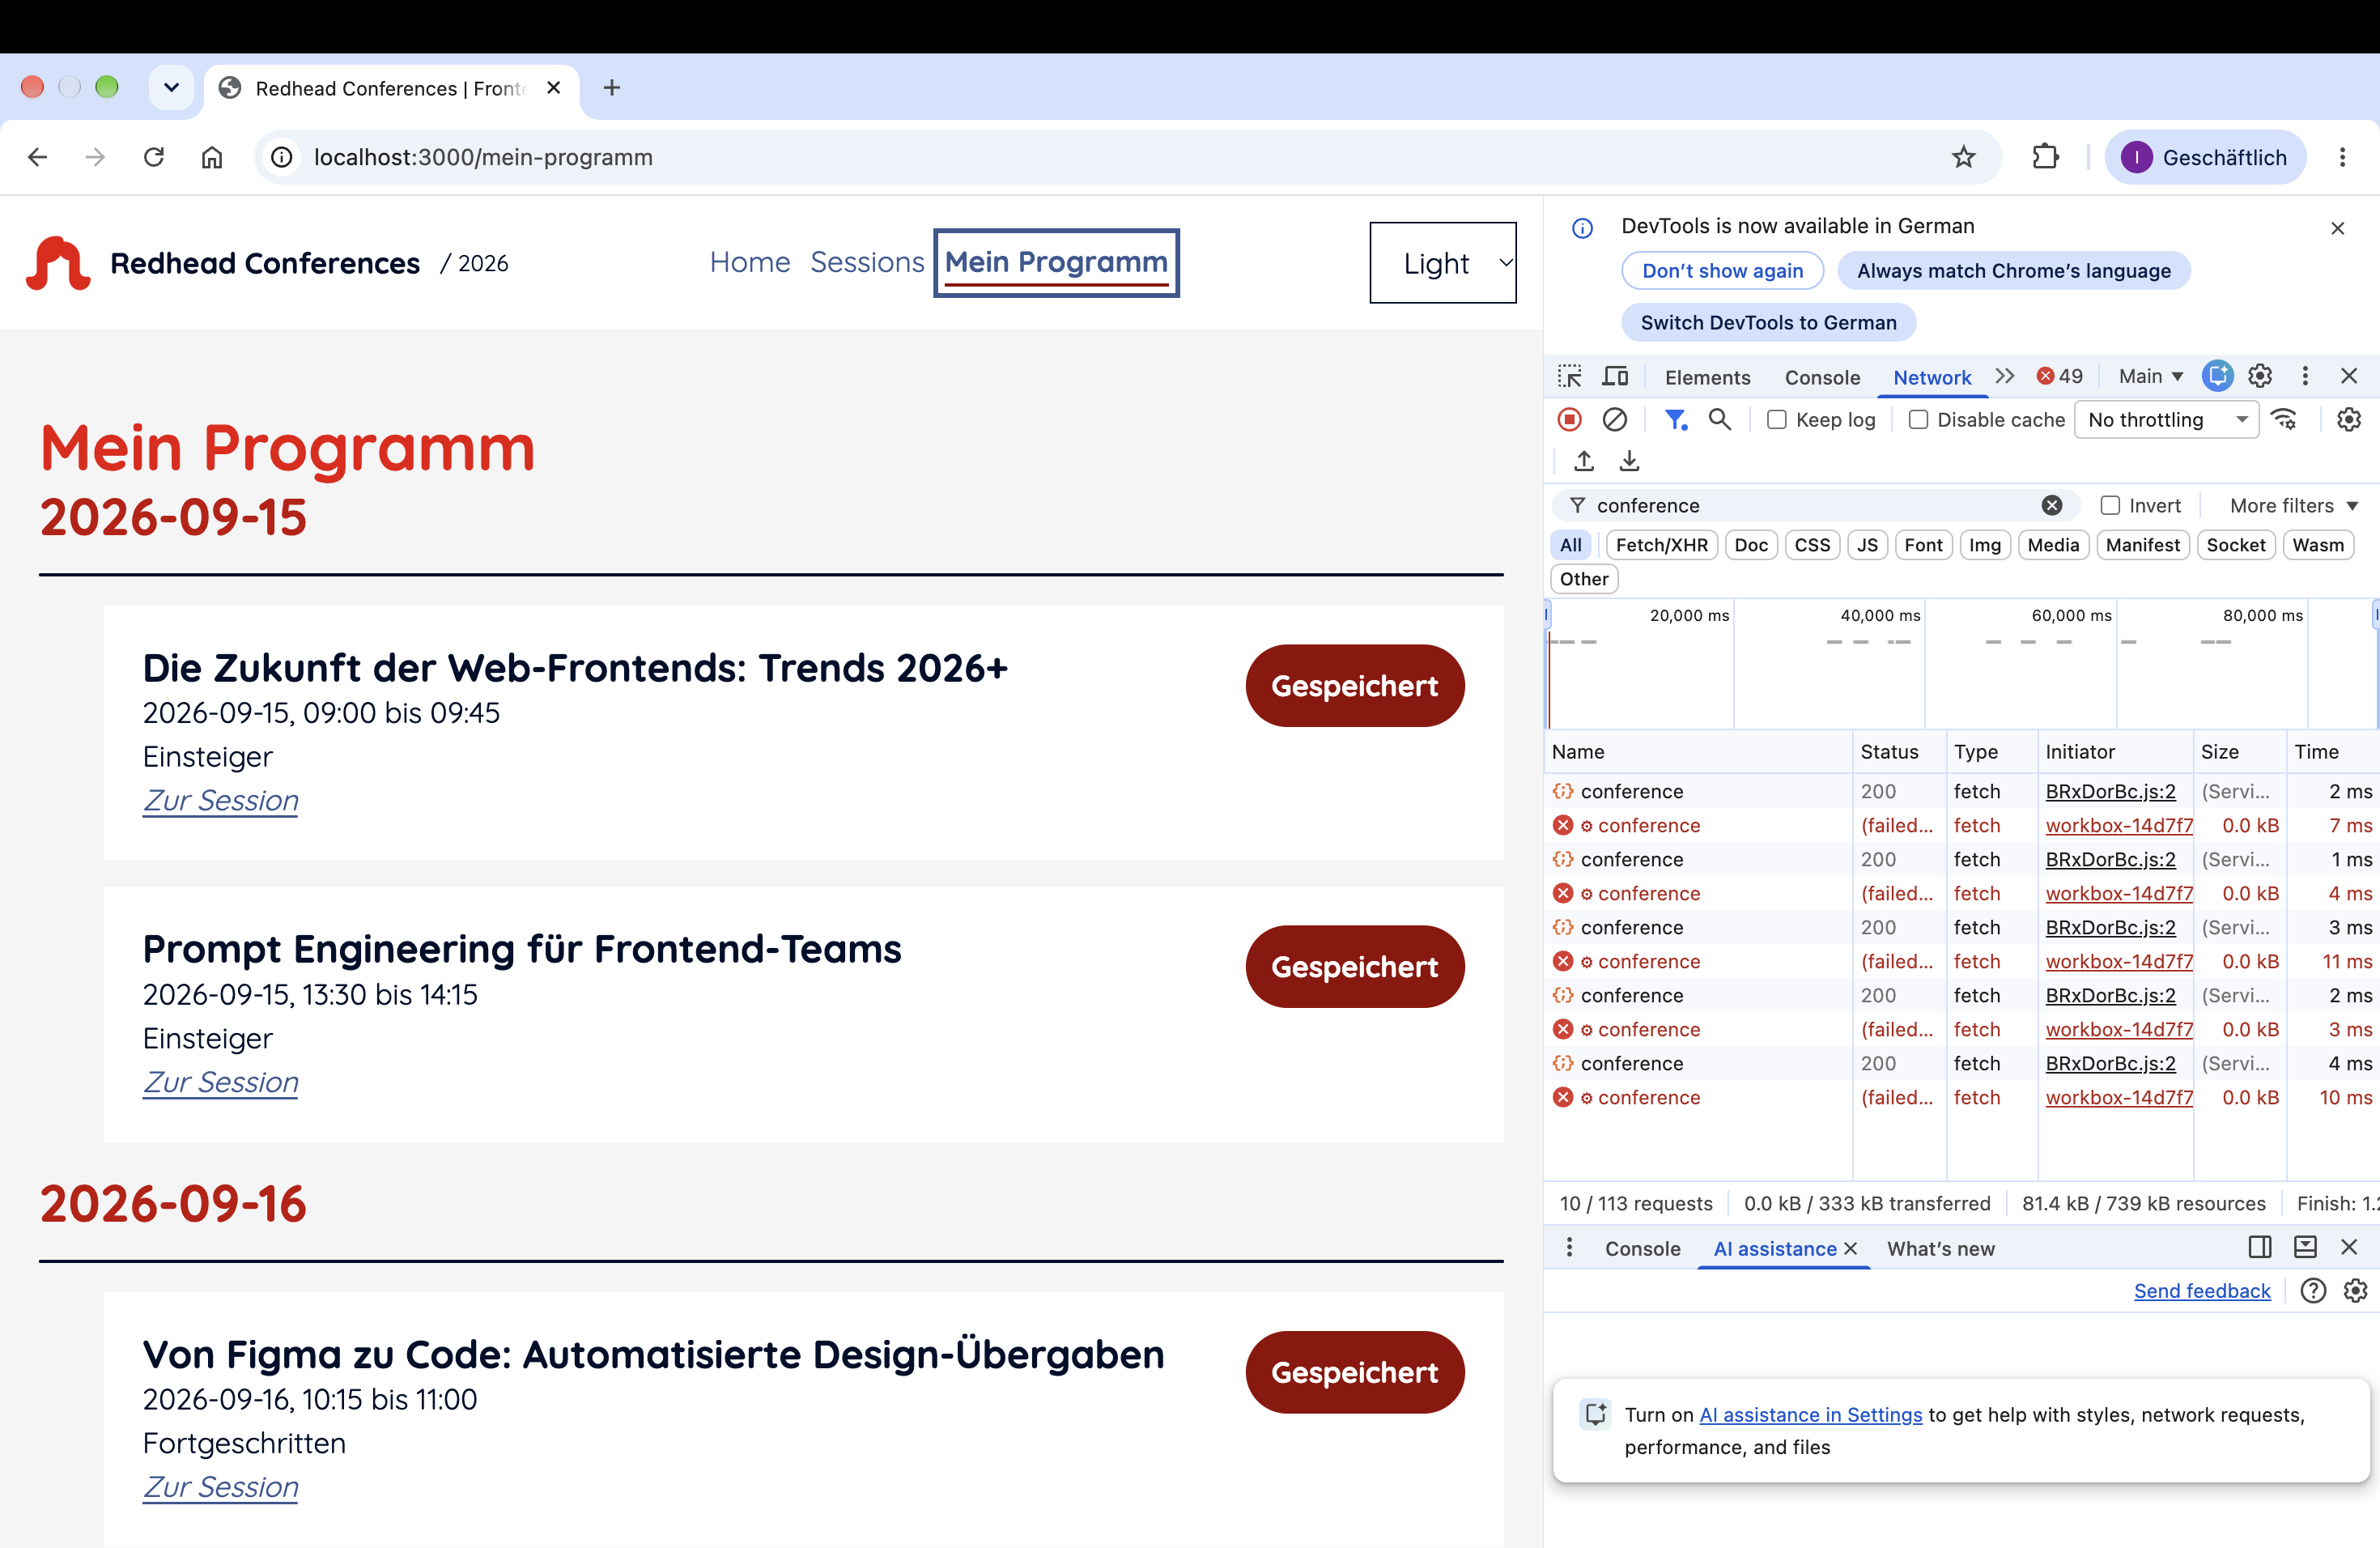 Redhead Conferences | Fronte
localhost:3000/mein-programm
I Geschäftlich
Redhead Conferences / 2026
Home Sessions Mein Programm
Light
Mein Programm
2026-09-15
Die Zukunft der Web-Frontends: Trends 2026+
2026-09-15, 09:00 bis 09:45
Einsteiger
Zur Session
Gespeichert
Prompt Engineering für Frontend-Teams
2026-09-15, 13:30 bis 14:15
Einsteiger
Zur Session
Gespeichert
2026-09-16
Von Figma zu Code: Automatisierte Design-Übergaben
2026-09-16, 10:15 bis 11:00
Fortgeschritten
Zur Session
Gespeichert
DevTools is now available in German
Don't show again Always match Chrome's language
Switch DevTools to German
Elements Console Network 49 Main
Keep log Disable cache No throttling
conference Invert More filters
All Fetch/XHR Doc CSS JS Font Img Media Manifest Socket Wasm
Other
20,000 ms 40,000 ms 60,000 ms 80,000 ms
Name Status Type Initiator Size Time
conference 200 fetch BRxDorBc.js:2 (Servi... 2 ms
conference (failed... fetch workbox-14d7f7 0.0 kB 7 ms
conference 200 fetch BRxDorBc.js:2 (Servi... 1 ms
conference (failed... fetch workbox-14d7f7 0.0 kB 4 ms
conference 200 fetch BRxDorBc.js:2 (Servi... 3 ms
conference (failed... fetch workbox-14d7f7 0.0 kB 11 ms
conference 200 fetch BRxDorBc.js:2 (Servi... 2 ms
conference (failed... fetch workbox-14d7f7 0.0 kB 3 ms
conference 200 fetch BRxDorBc.js:2 (Servi... 4 ms
conference (failed... fetch workbox-14d7f7 0.0 kB 10 ms
10 / 113 requests 0.0 kB / 333 kB transferred 81.4 kB / 739 kB resources Finish: 1.2
Console AI assistance What's new
Send feedback
Turn on AI assistance in Settings to get help with styles, network requests,
performance, and files